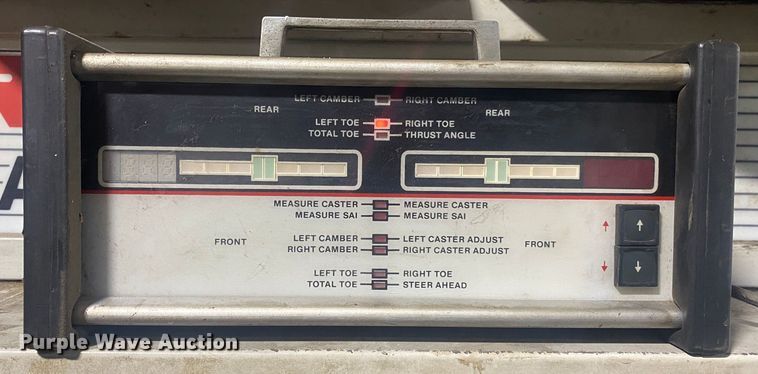 LEFT CAMBER RIGHT CAMBER
REAR REAR
LEFT TOE RIGHT TOE
TOTAL TOE THRUST ANGLE
MEASURE CASTER MEASURE CASTER
MEASURE SAI MEASURE SAI
FRONT FRONT
LEFT CAMBER LEFT CASTER ADJUST
RIGHT CAMBER RIGHT CASTER ADJUST
LEFT TOE RIGHT TOE
TOTAL TOE STEER AHEAD
Purple Wave Auction